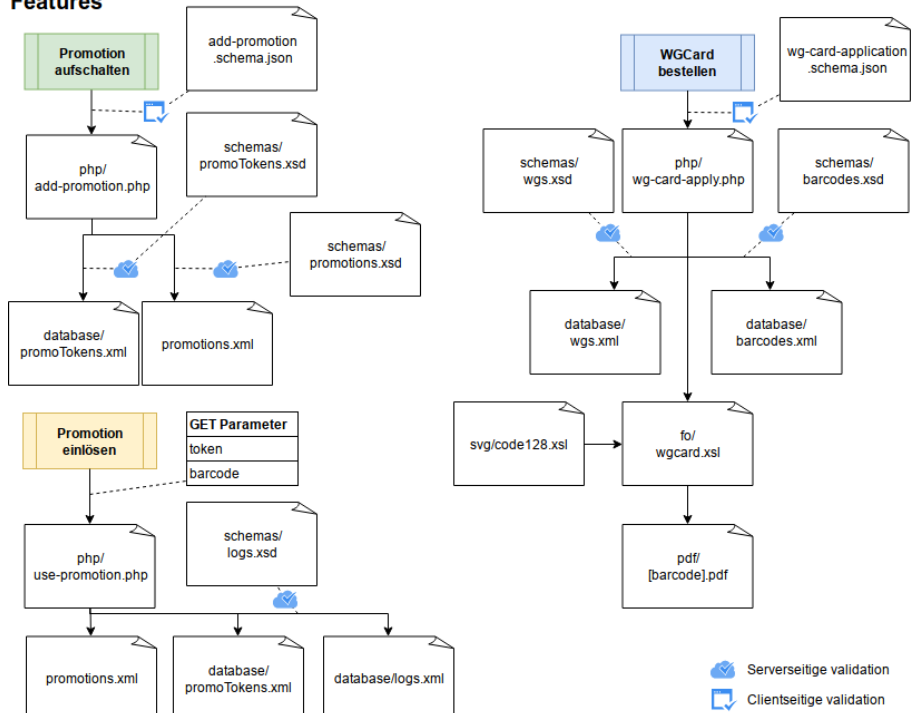 Features
Promotion
aufschalten
add-promotion
.schema.json
php/
add-promotion.php
schemas/
promoTokens.xsd
schemas/
promotions.xsd
database/
promoTokens.xml
promotions.xml
WGCard
bestellen
wg-card-application
.schema.json
schemas/
wgs.xsd
php/
wg-card-apply.php
schemas/
barcodes.xsd
database/
wgs.xml
database/
barcodes.xml
svg/code128.xsl
fo/
wgcard.xsl
pdf/
[barcode].pdf
Promotion
einlösen
GET Parameter
token
barcode
php/
use-promotion.php
schemas/
logs.xsd
promotions.xml
database/
promoTokens.xml
database/logs.xml
Serverseitige validation
Clientseitige validation